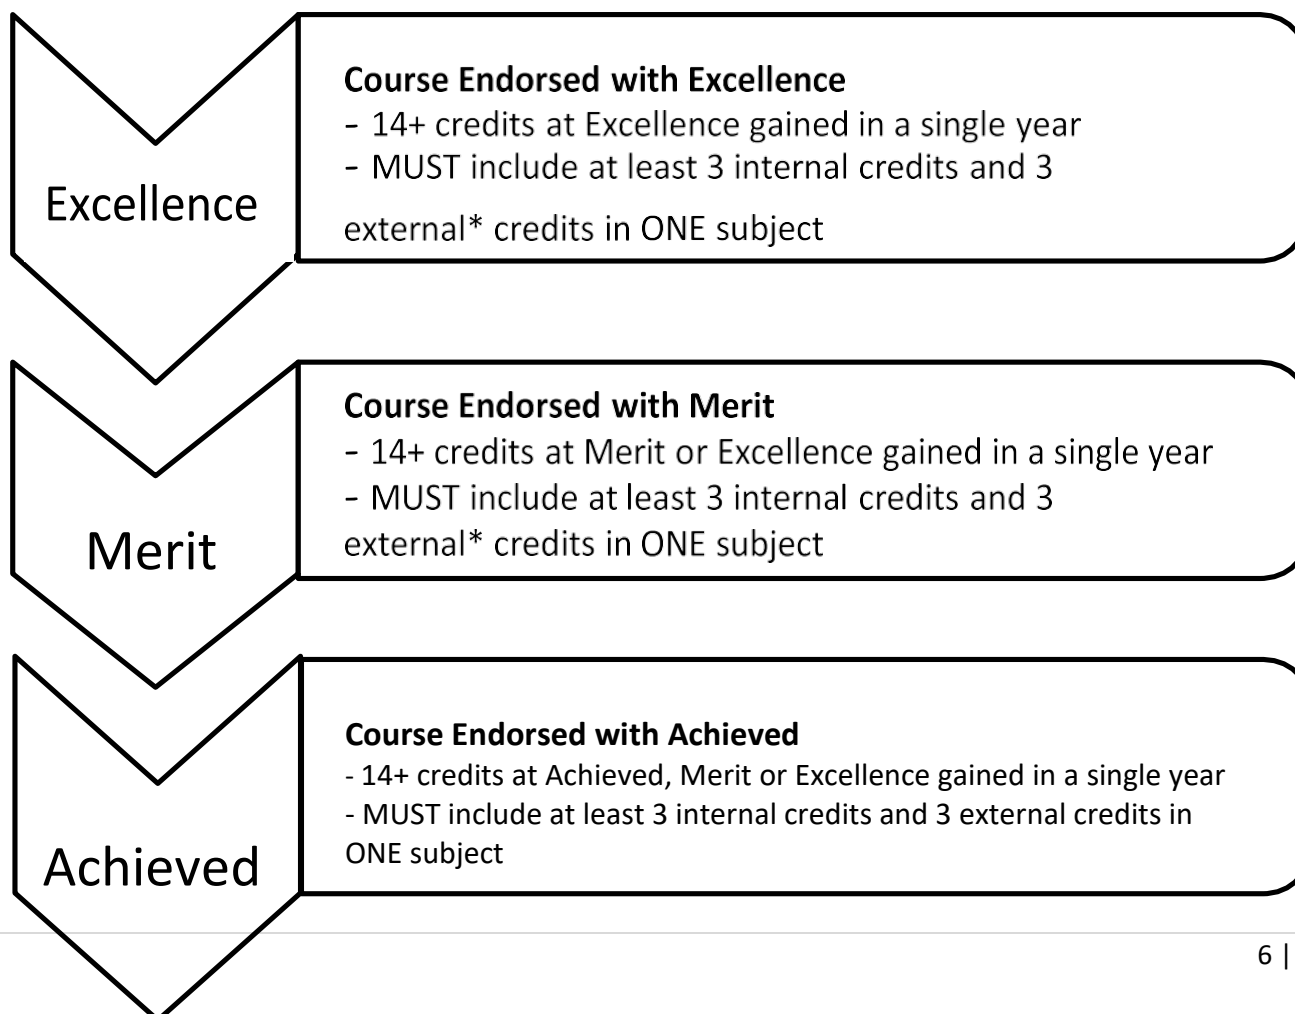 Excellence
Course Endorsed with Excellence
- 14+ credits at Excellence gained in a single year
- MUST include at least 3 internal credits and 3
external* credits in ONE subject
Merit
Course Endorsed with Merit
- 14+ credits at Merit or Excellence gained in a single year
- MUST include at least 3 internal credits and 3
external* credits in ONE subject
Achieved
Course Endorsed with Achieved
- 14+ credits at Achieved, Merit or Excellence gained in a single year
- MUST include at least 3 internal credits and 3 external credits in
ONE subject
6 |